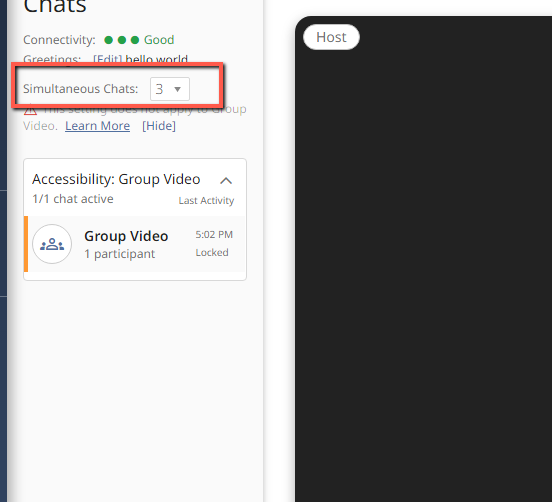 Chats
Connectivity: Good
Greetings: [Edit] hello world
Simultaneous Chats: 3
This setting does not apply to Group
Video. Learn More [Hide]
Accessibility: Group Video
1/1 chat active Last Activity
Group Video 5:02 PM
1 participant Locked
Host